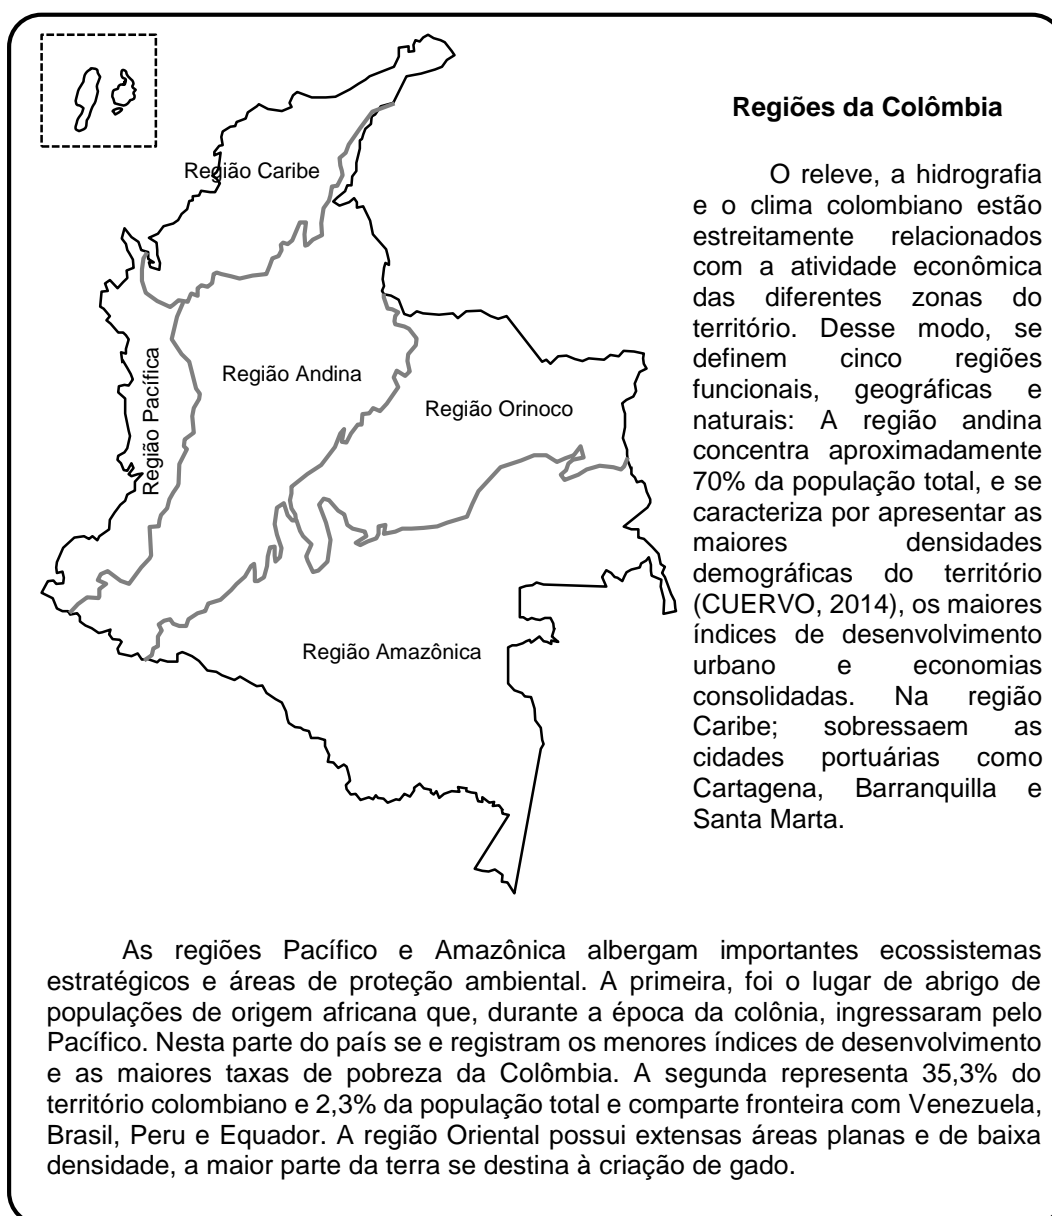 Regiões da Colômbia
Região Caribe
Região Pacífica
Região Andina
Região Orinoco
Região Amazônica
O releve, a hidrografia
e o clima colombiano estão
estreitamente relacionados
com a atividade econômica
das diferentes zonas do
território. Desse modo, se
definem cinco regiões
funcionais, geográficas e
naturais: A região andina
concentra aproximadamente
70% da população total, e se
caracteriza por apresentar as
maiores densidades
demográficas do território
(CUERVO, 2014), os maiores
índices de desenvolvimento
urbano e economias
consolidadas. Na região
Caribe; sobressaem as
cidades portuárias como
Cartagena, Barranquilla e
Santa Marta.
As regiões Pacífico e Amazônica albergam importantes ecossistemas
estratégicos e áreas de proteção ambiental. A primeira, foi o lugar de abrigo de
populações de origem africana que, durante a época da colônia, ingressaram pelo
Pacífico. Nesta parte do país se e registram os menores índices de desenvolvimento
e as maiores taxas de pobreza da Colômbia. A segunda representa 35,3% do
território colombiano e 2,3% da população total e comparte fronteira com Venezuela,
Brasil, Peru e Equador. A região Oriental possui extensas áreas planas e de baixa
densidade, a maior parte da terra se destina à criação de gado.